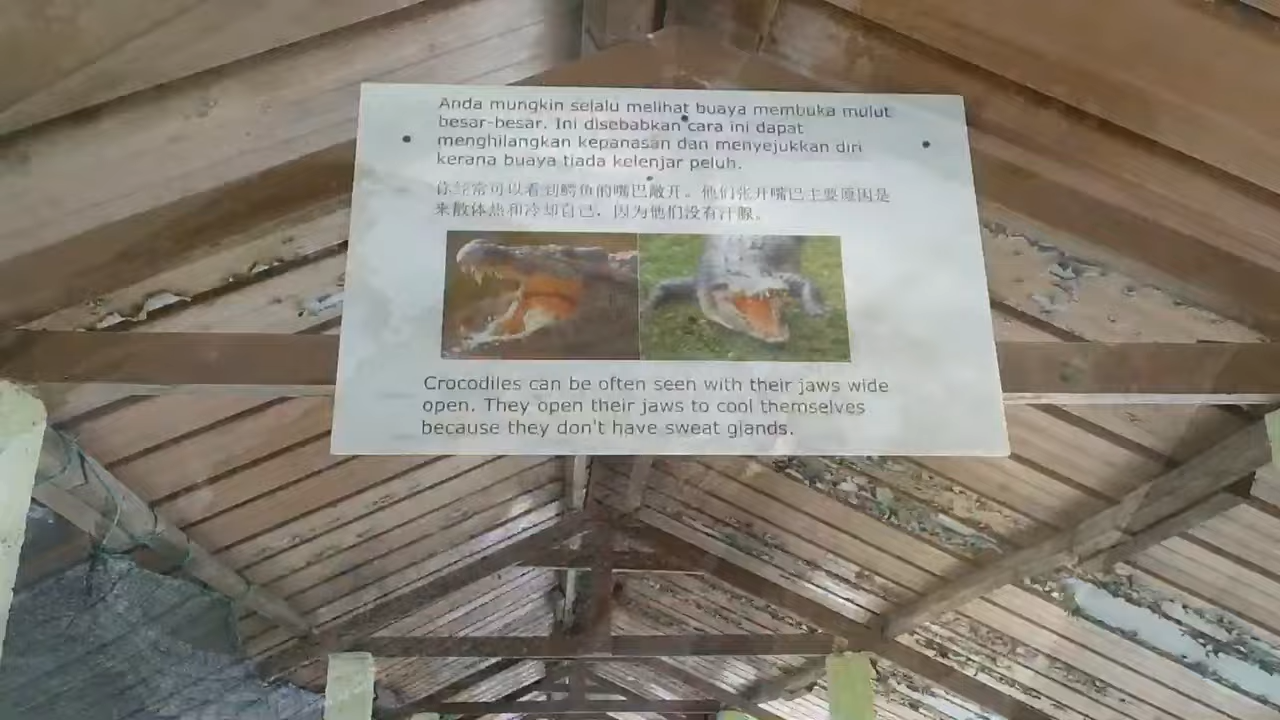 Anda mungkin selalu melihat buaya membuka mulut
besar-besar. Ini disebabkan cara ini dapat
menghilangkan kepanasan dan menyejukkan diri
kerana buaya tiada kelenjar peluh.
你经常可以看到鳄鱼的嘴巴敞开。他们张开嘴巴主要原因是
来散体热和冷却自己，因为他们没有汗腺。
Crocodiles can be often seen with their jaws wide
open. They open their jaws to cool themselves
because they don't have sweat glands.